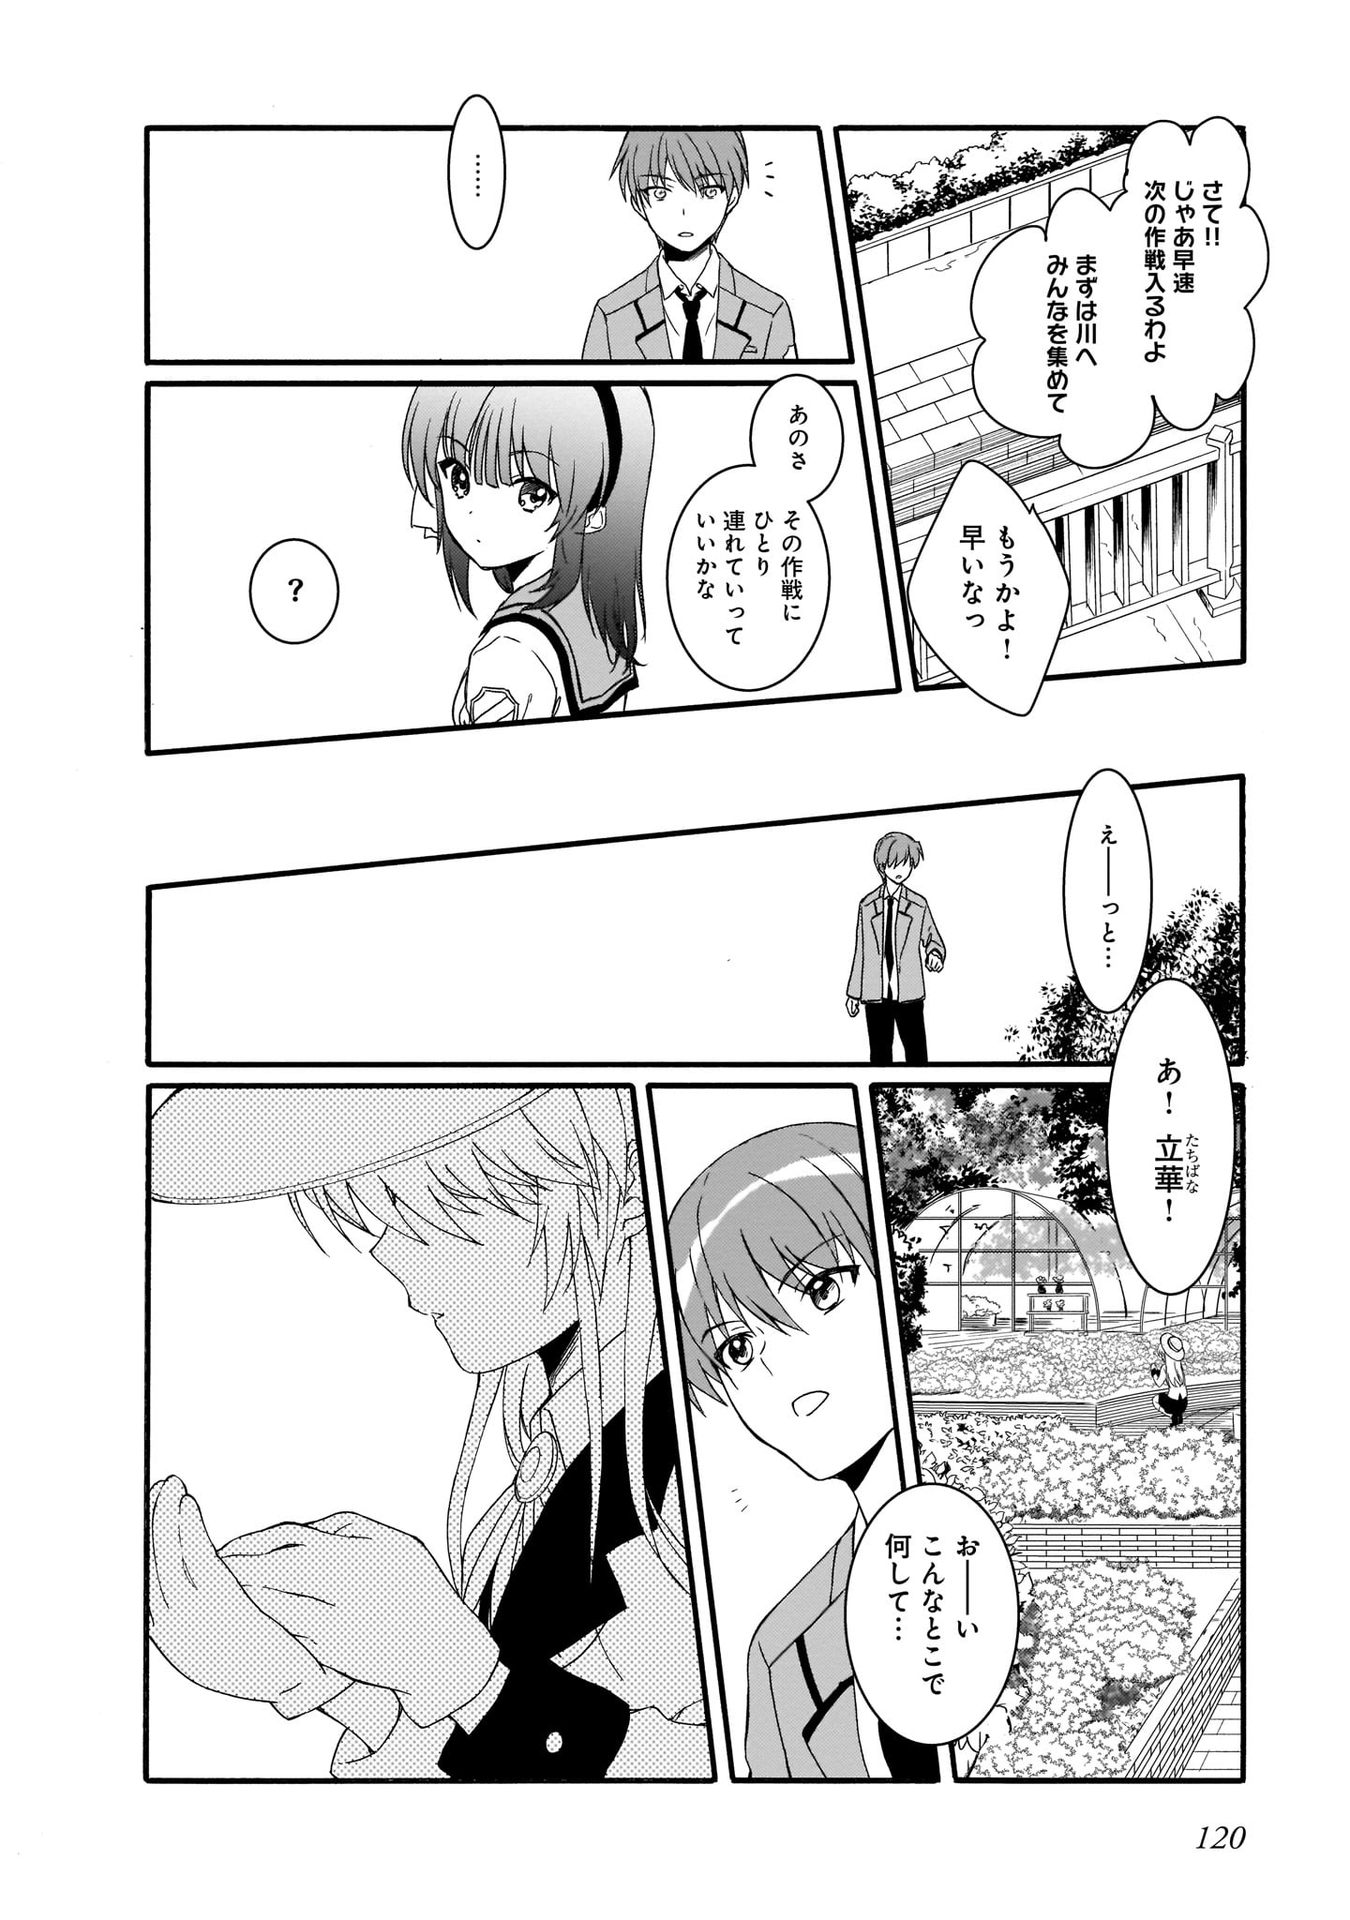 さて!!
じゃあ早速
次の作戦入るわよ
まずは川へ
みんなを集めて
もうかよ！
早いなっ
……
あのさ
その作戦に
ひとり
連れていって
いいかな
？
え――っと…
あ！立華！
たちばな
お――い
こんなとこで
何して…
120